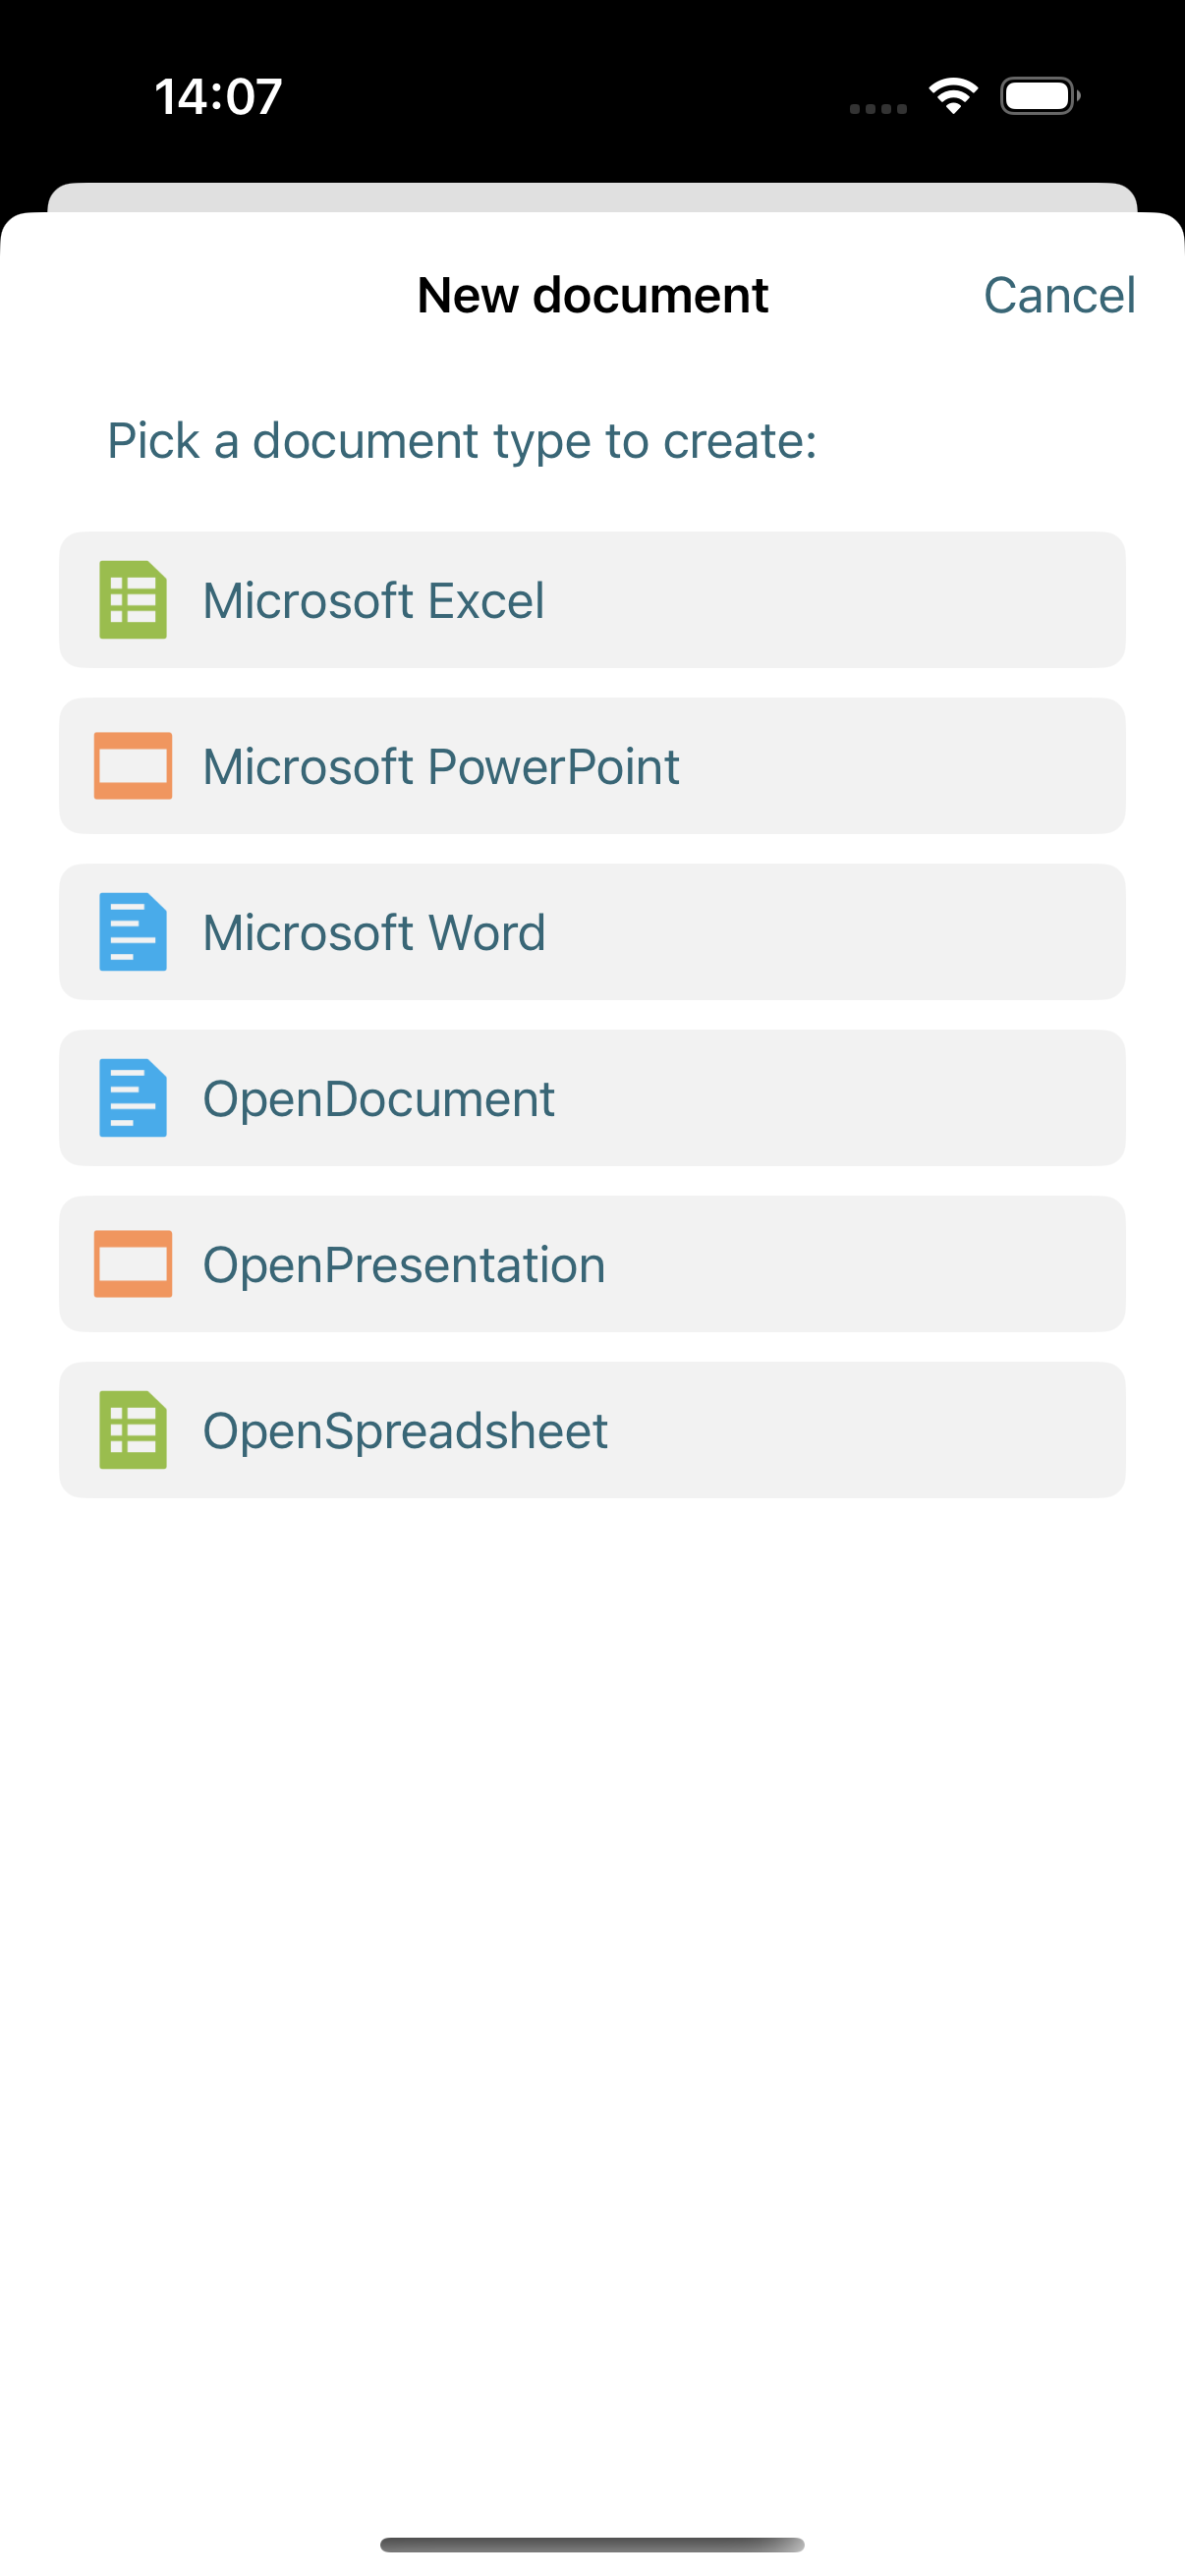 14:07
New document
Cancel
Pick a document type to create:
Microsoft Excel
Microsoft PowerPoint
Microsoft Word
OpenDocument
OpenPresentation
OpenSpreadsheet